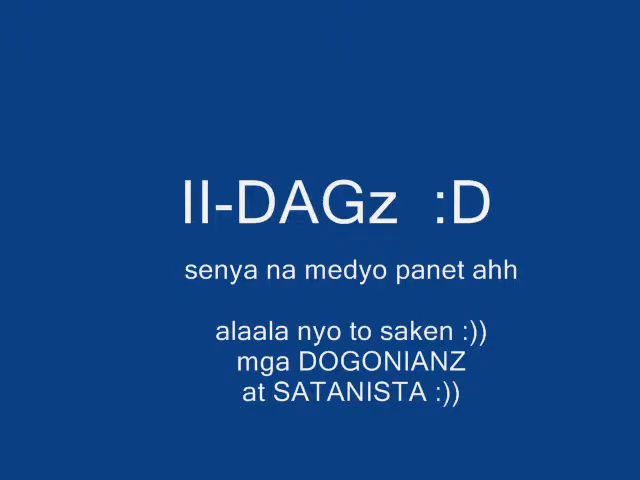 II-DAGz :D
senya na medyo panet ahh
alaala nyo to saken :))
mga DOGONIANZ
at SATANISTA :))